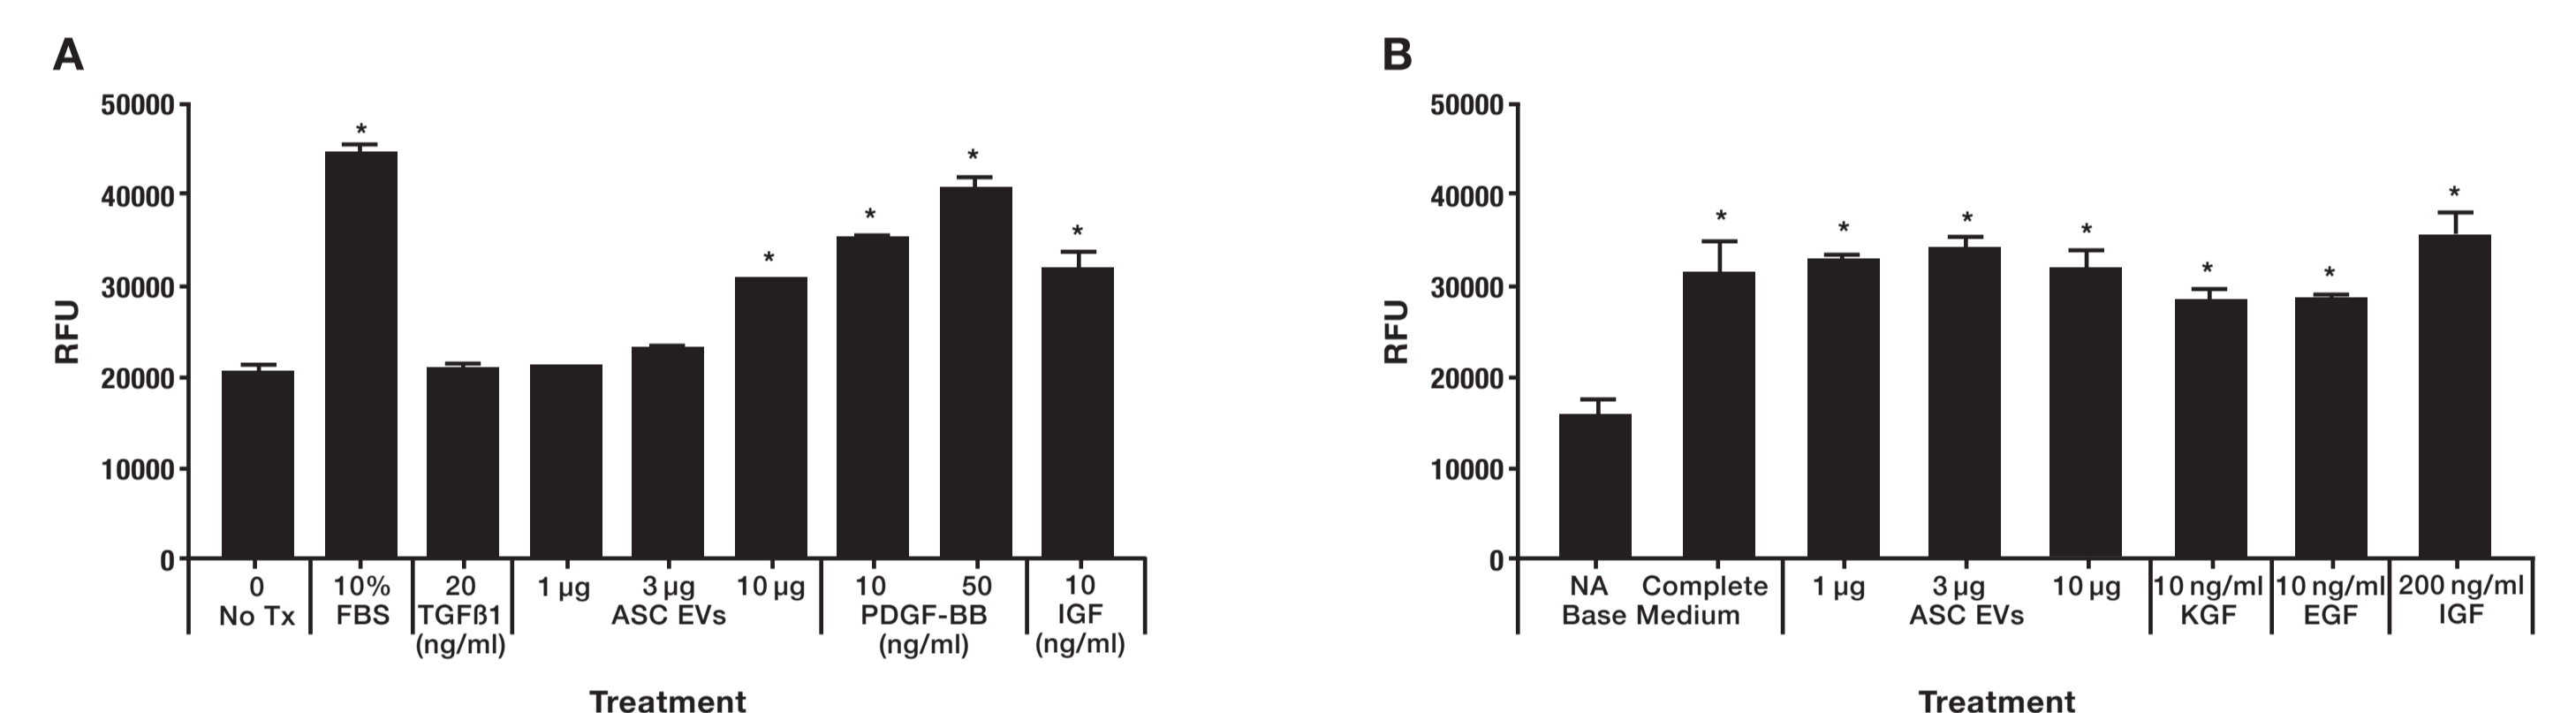 A
50000
40000
30000
20000
10000
0
RFU
*
*
*
*
*
0 10% 20 1 µg 3 µg 10 µg 10 50 10
No Tx FBS TGFß1 ASC EVs PDGF-BB IGF
(ng/ml) (ng/ml) (ng/ml)
Treatment
B
50000
40000
30000
20000
10000
0
RFU
*
*
*
*
*
*
*
NA Complete 1 µg 3 µg 10 µg 10 ng/ml 10 ng/ml 200 ng/ml
Base Medium ASC EVs KGF EGF IGF
Treatment